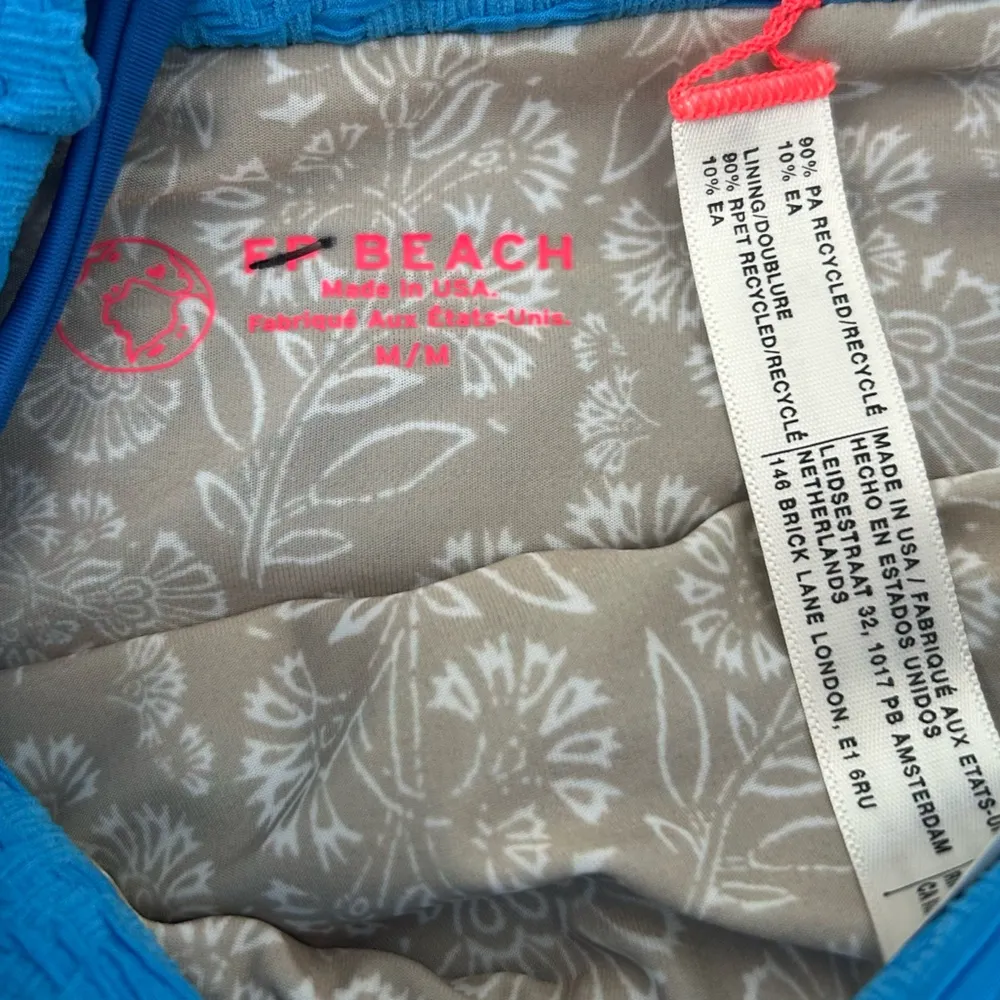 FP BEACH
Made in USA.
Fabriqué Aux États-Unis.
M/M
90% PA RECYCLED/RECYCLÉ
10% EA
LINING/DOUBLURE
90% RPET RECYCLED/RECYCLÉ
10% EA
MADE IN USA / FABRIQUÉ AUX ETATS-U
HECHO EN ESTADOS UNIDOS
LEIDSESTRAAT 32, 1017 PB AMSTERDAM
NETHERLANDS
146 BRICK LANE LONDON, E1 6RU